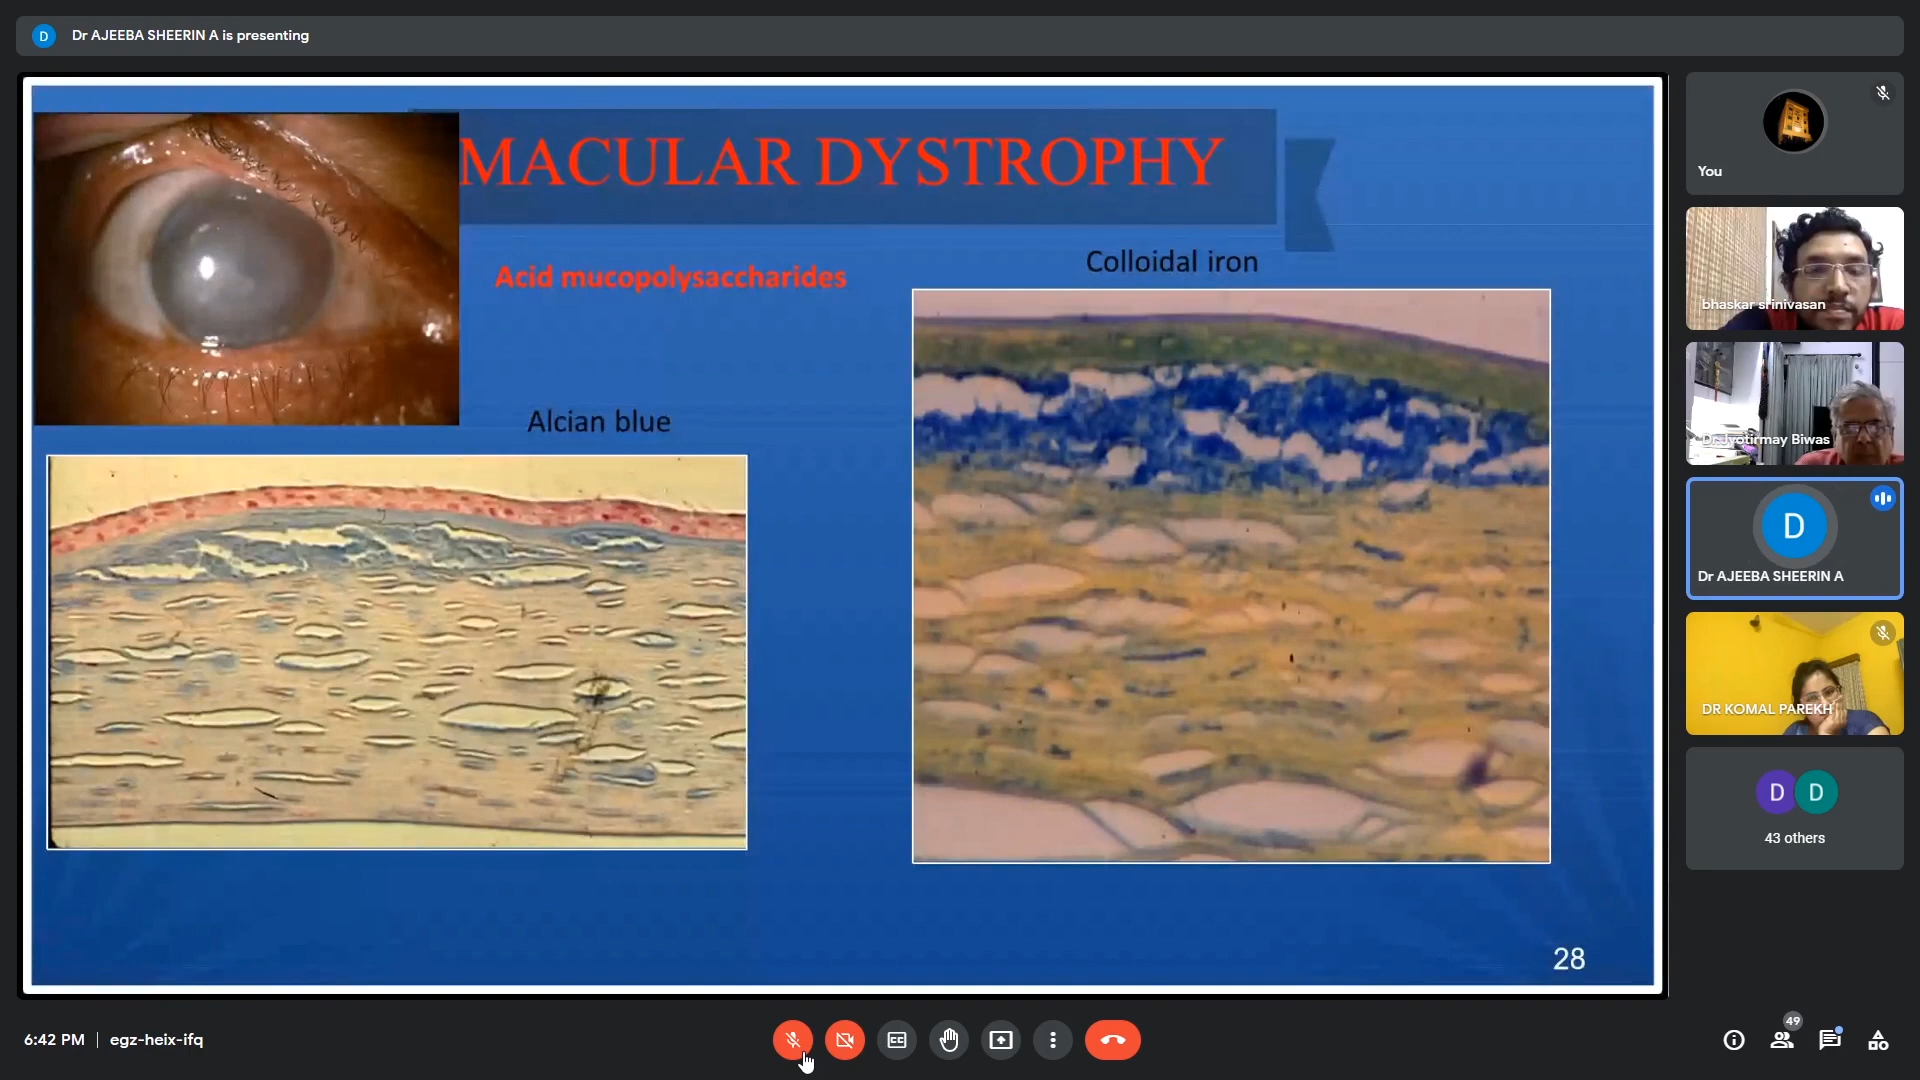 D
Dr AJEEBA SHEERIN A is presenting
MACULAR DYSTROPHY
Acid mucopolysaccharides
Colloidal iron
Alcian blue
28
You
bhaskar srinivasan
Dr Jyotirmay Biwas
D
Dr AJEEBA SHEERIN A
DR KOMAL PAREKH
D D
43 others
6:42 PM | egz-heix-ifq
CC
49